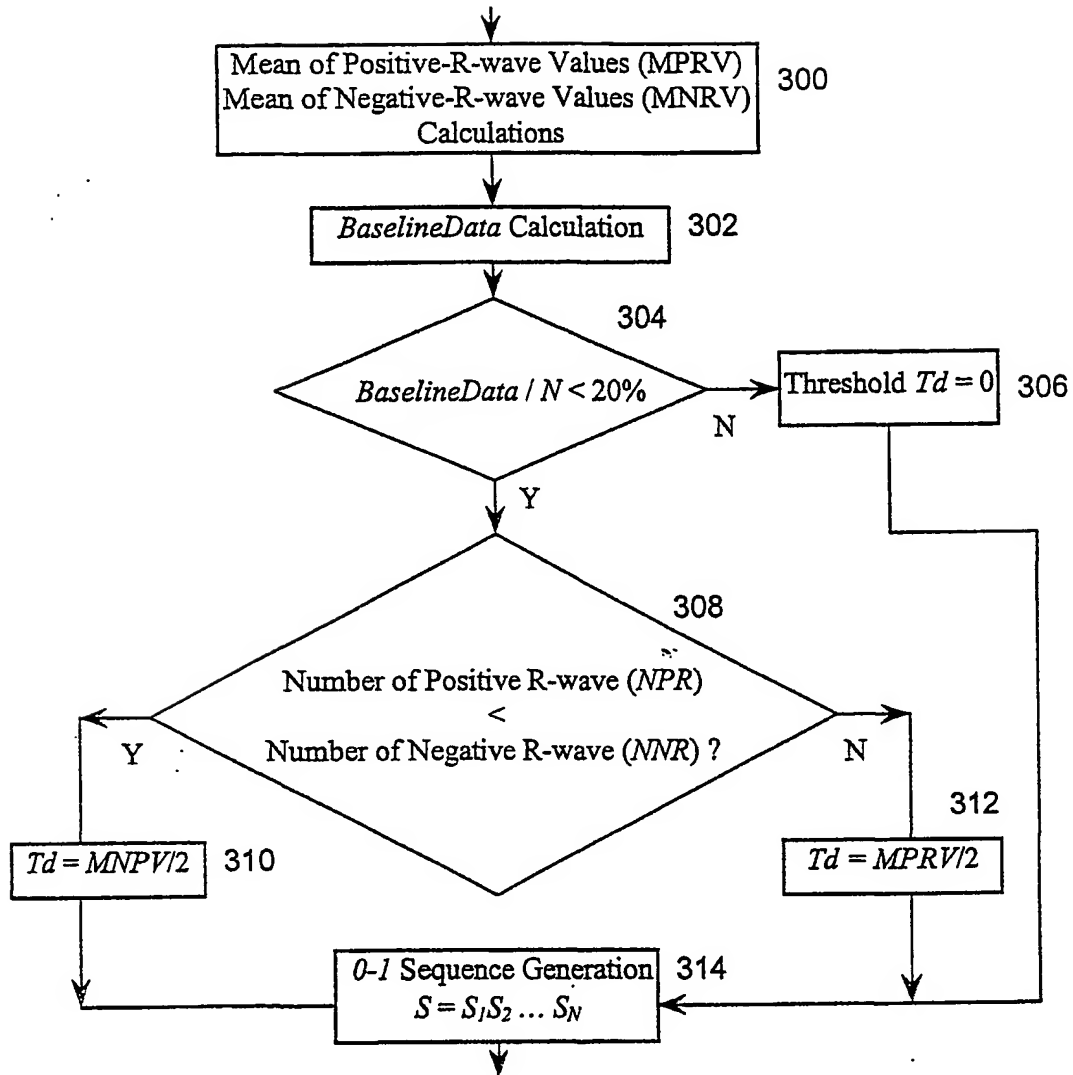 Mean of Positive-R-wave Values (MPRV)
Mean of Negative-R-wave Values (MNRV)
Calculations
300
BaselineData Calculation
302
304
BaselineData / N < 20%
N
Threshold Td = 0
306
Y
308
Number of Positive R-wave (NPR)
<
Number of Negative R-wave (NNR) ?
Y
N
312
Td = MNPV/2
310
Td = MPRV/2
0-1 Sequence Generation
S = S1S2 ... SN
314